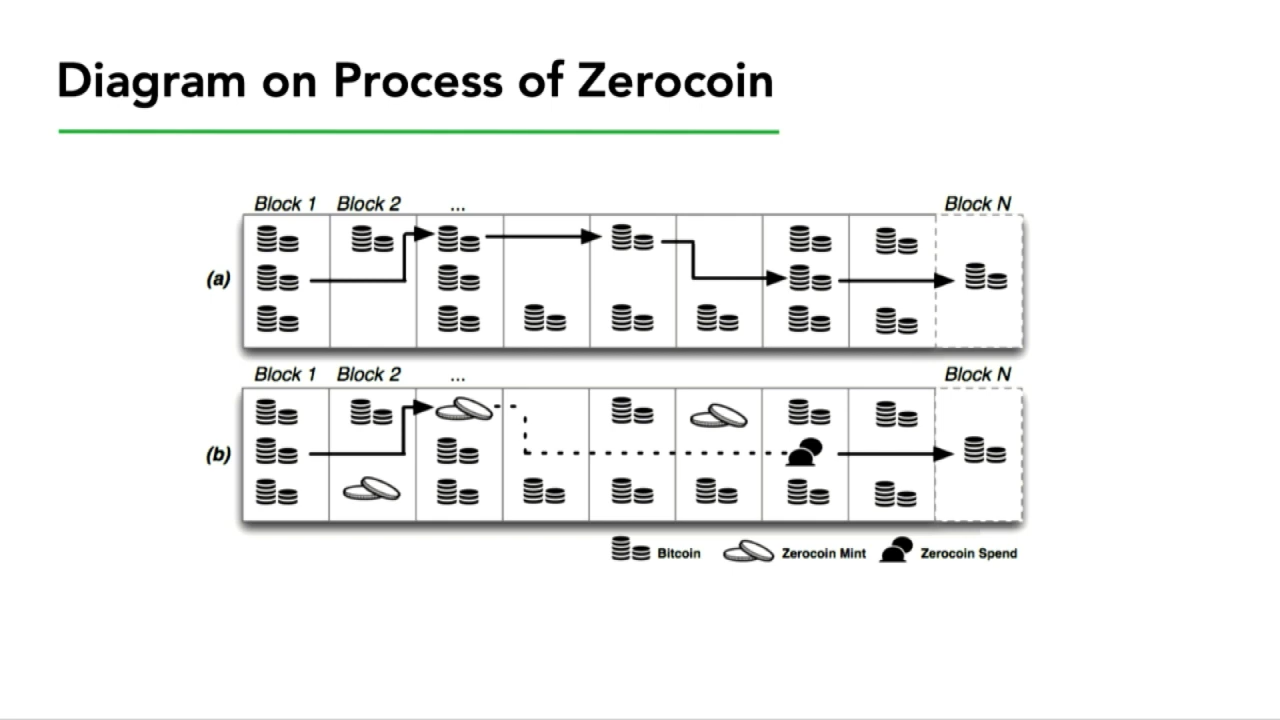 Diagram on Process of Zerocoin
Block 1 Block 2 ... Block N
(a)
Block 1 Block 2 ... Block N
(b)
Bitcoin Zerocoin Mint Zerocoin Spend